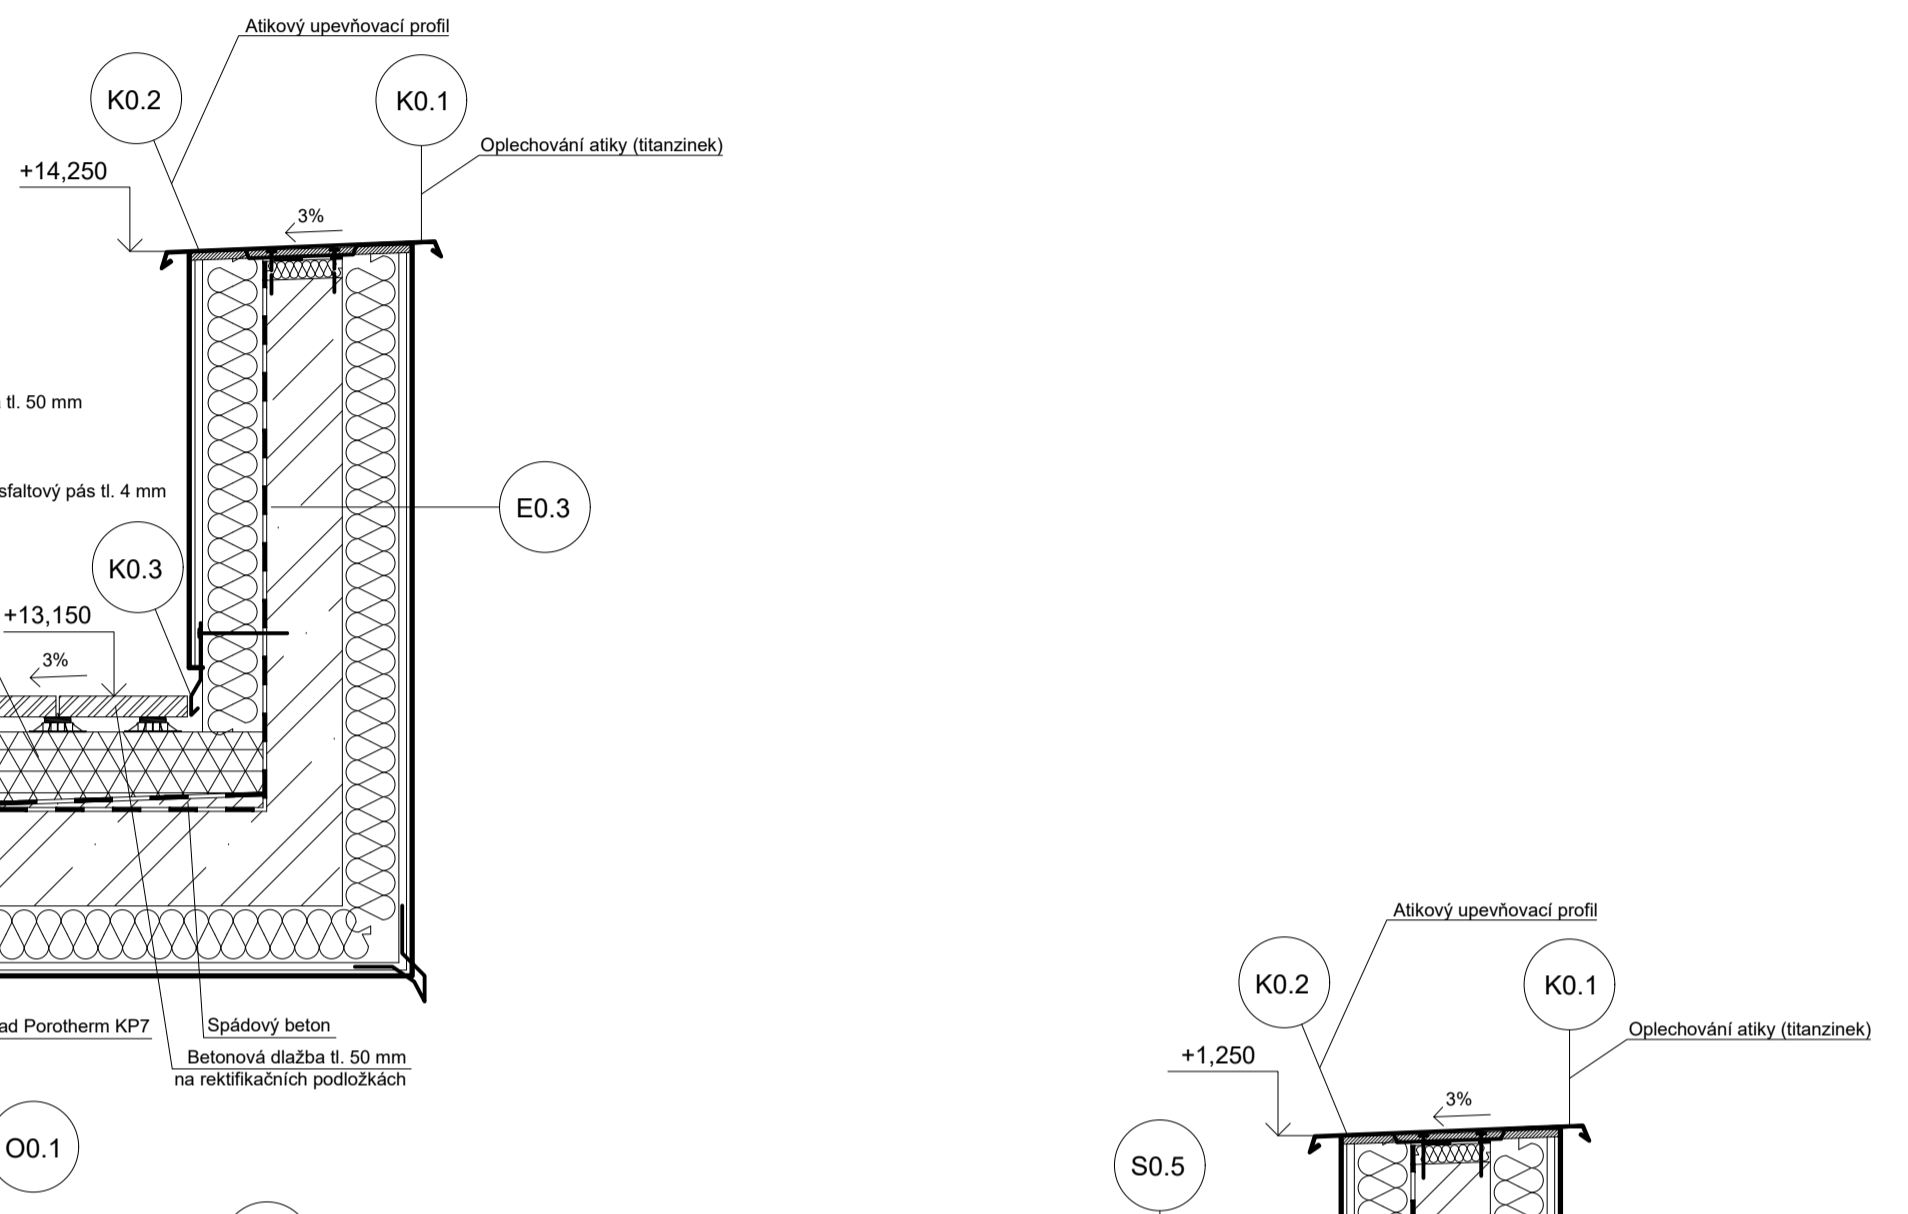 Atikový upevňovací profil
K0.2
K0.1
Oplechování atiky (titanzinek)
+14,250
3%
tl. 50 mm
sfaltový pás tl. 4 mm
E0.3
K0.3
+13,150
3%
ad Porotherm KP7
Spádový beton
Betonová dlažba tl. 50 mm
na rektifikačních podložkách
O0.1
Atikový upevňovací profil
K0.2
K0.1
Oplechování atiky (titanzinek)
+1,250
3%
S0.5